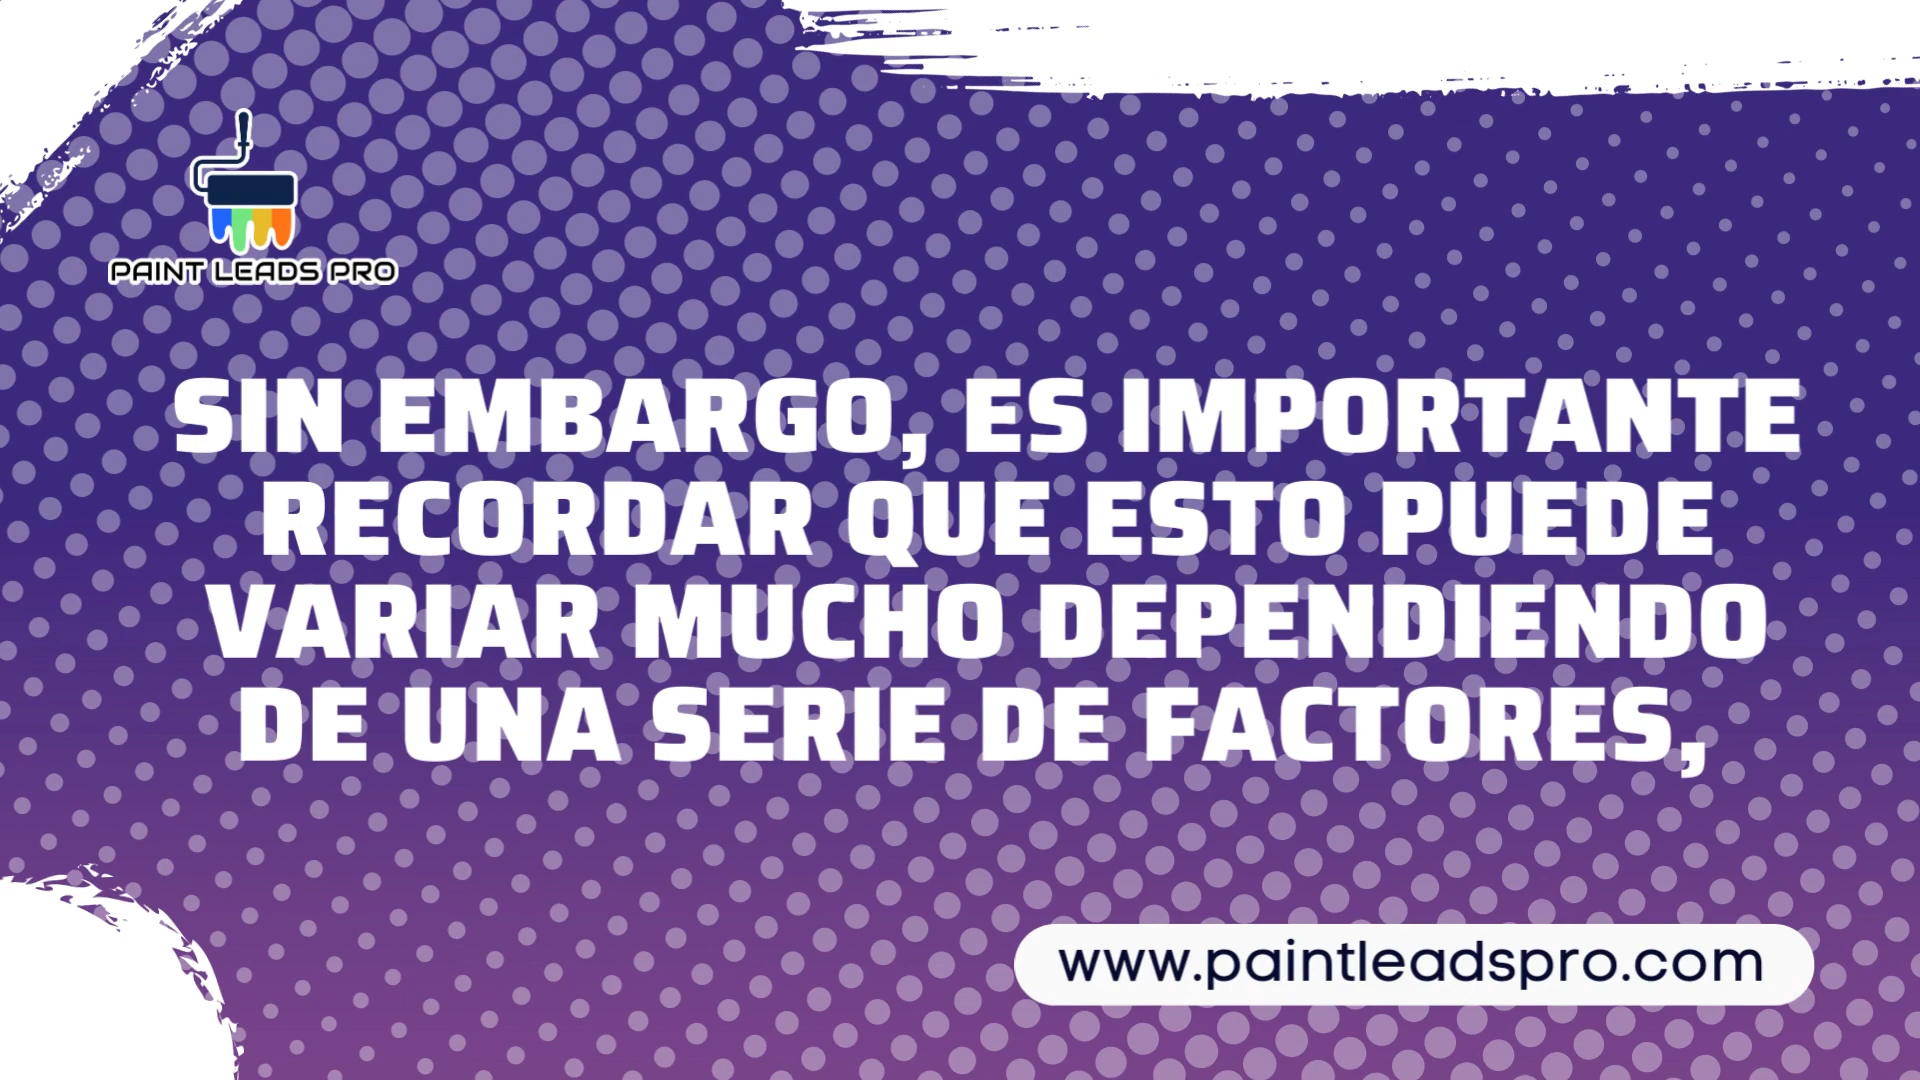 PAINT LEADS PRO
SIN EMBARGO, ES IMPORTANTE
RECORDAR QUE ESTO PUEDE
VARIAR MUCHO DEPENDIENDO
DE UNA SERIE DE FACTORES,
www.paintleadspro.com